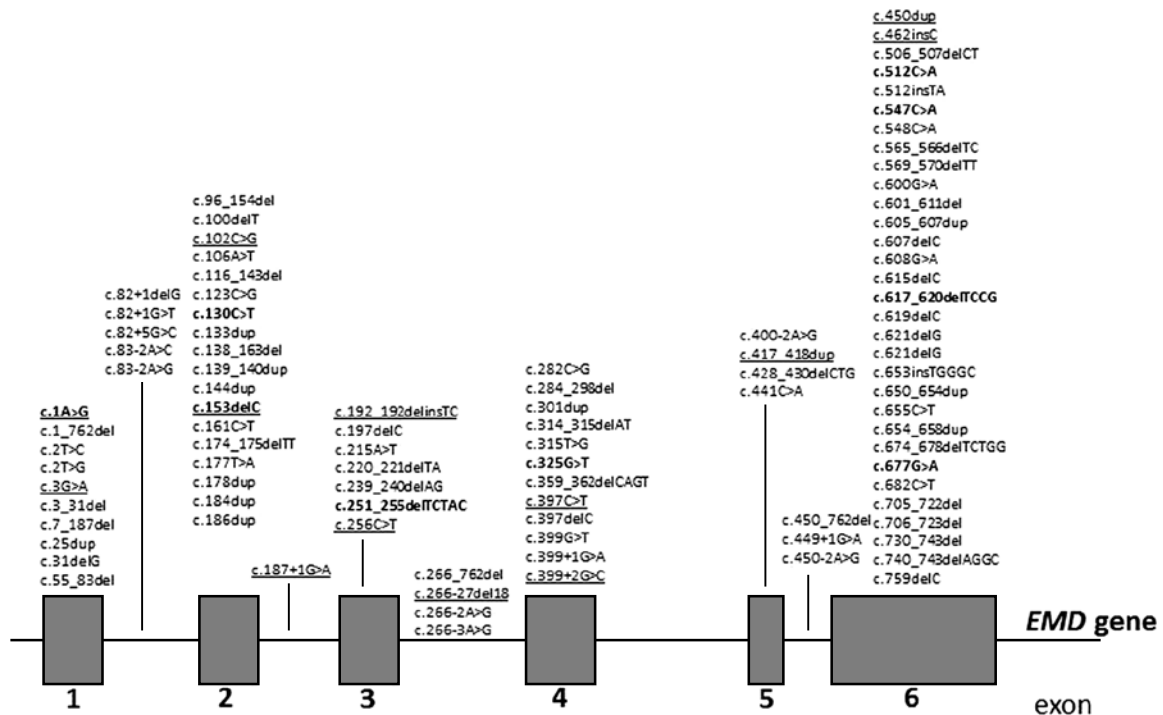 c.1A>G
c.1_762del
c.2T>C
c.2T>G
c.3G>A
c.3_31del
c.7_187del
c.25dup
c.31delG
c.55_83del
c.82+1delG
c.82+1G>T
c.82+5G>C
c.83-2A>C
c.83-2A>G
c.96_154del
c.100delT
c.102C>G
c.106A>T
c.116_143del
c.123C>G
c.130C>T
c.133dup
c.138_163del
c.139_140dup
c.144dup
c.153delC
c.161C>T
c.174_175delTT
c.177T>A
c.178dup
c.184dup
c.186dup
c.187+1G>A
c.192_192delinsTC
c.197delC
c.215A>T
c.220_221delTA
c.239_240delAG
c.251_255delTCTAC
c.256C>T
c.266_762del
c.266-27del18
c.266-2A>G
c.266-3A>G
c.282C>G
c.284_298del
c.301dup
c.314_315delAT
c.315T>G
c.325G>T
c.359_362delCAGT
c.397C>T
c.397delC
c.399G>T
c.399+1G>A
c.399+2G>C
c.400-2A>G
c.417_418dup
c.428_430delCTG
c.441C>A
c.450_762del
c.449+1G>A
c.450-2A>G
c.450dup
c.462insC
c.506_507delCT
c.512C>A
c.512insTA
c.547C>A
c.548C>A
c.565_566delTC
c.569_570delTT
c.600G>A
c.601_611del
c.605_607dup
c.607delC
c.608G>A
c.615delC
c.617_620delTCCG
c.619delC
c.621delG
c.621delG
c.653insTGGGC
c.650_654dup
c.655C>T
c.654_658dup
c.674_678delTCTGG
c.677G>A
c.682C>T
c.705_722del
c.706_723del
c.730_743del
c.740_743delAGGC
c.759delC
EMD gene
1 2 3 4 5 6
exon